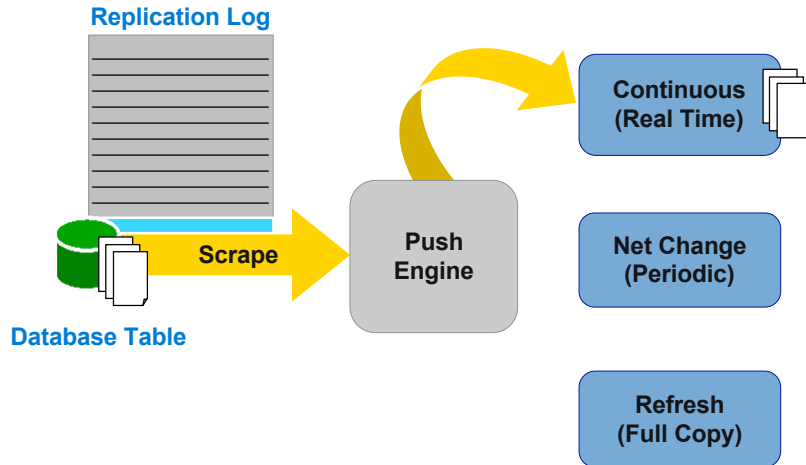 Replication Log
Continuous
(Real Time)
Scrape
Push
Engine
Net Change
(Periodic)
Database Table
Refresh
(Full Copy)